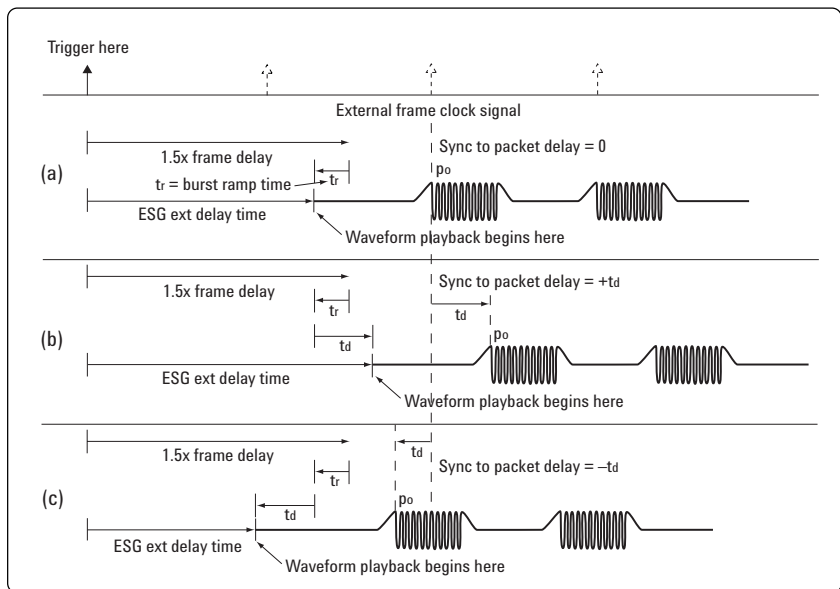 Trigger here
External frame clock signal
1.5x frame delay
Sync to packet delay = 0
(a)
tr
tr = burst ramp time
po
ESG ext delay time
Waveform playback begins here
1.5x frame delay
Sync to packet delay = +td
tr
td
(b)
td
po
ESG ext delay time
Waveform playback begins here
1.5x frame delay
td
Sync to packet delay = –td
tr
(c)
td
po
ESG ext delay time
Waveform playback begins here